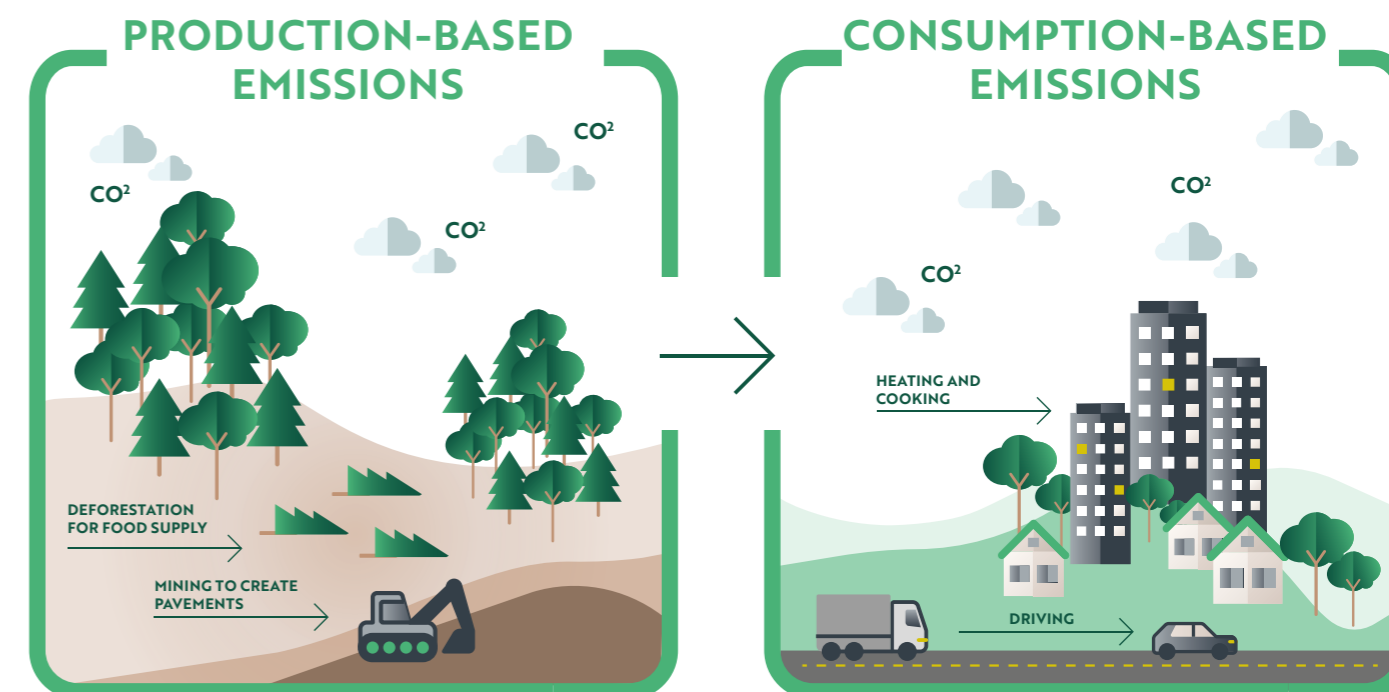 PRODUCTION-BASED
EMISSIONS
CO²
CO²
CO²
DEFORESTATION
FOR FOOD SUPPLY
MINING TO CREATE
PAVEMENTS
CONSUMPTION-BASED
EMISSIONS
CO²
CO²
HEATING AND
COOKING
DRIVING